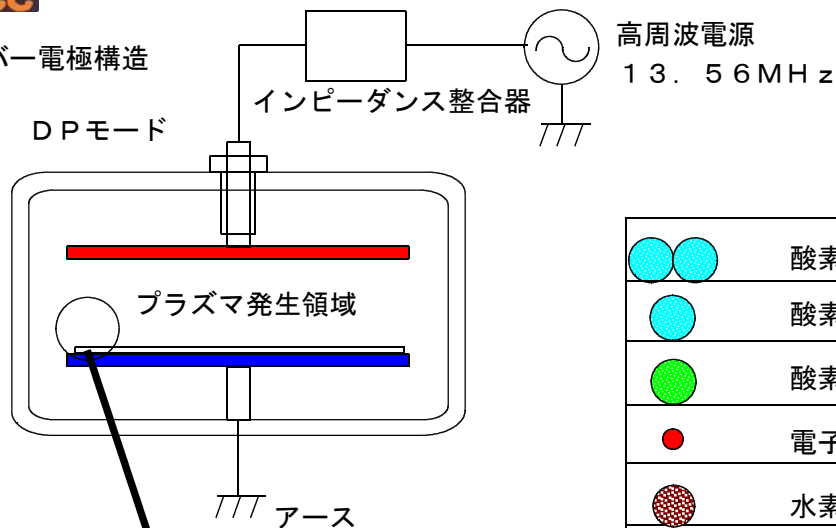 バー電極構造
高周波電源
１３．５６MＨｚ
インピーダンス整合器
ＤＰモード
プラズマ発生領域
アース
酸素
酸素
酸素
電子
水素